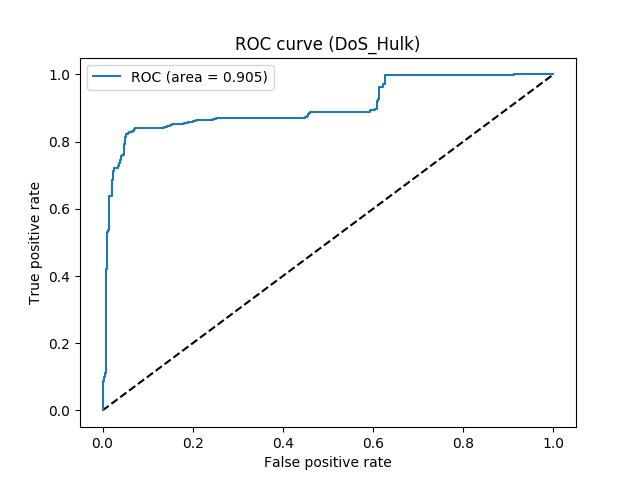 ROC curve (DoS_Hulk)
ROC (area = 0.905)
1.0
0.8
0.6
0.4
0.2
0.0
True positive rate
0.0 0.2 0.4 0.6 0.8 1.0
False positive rate